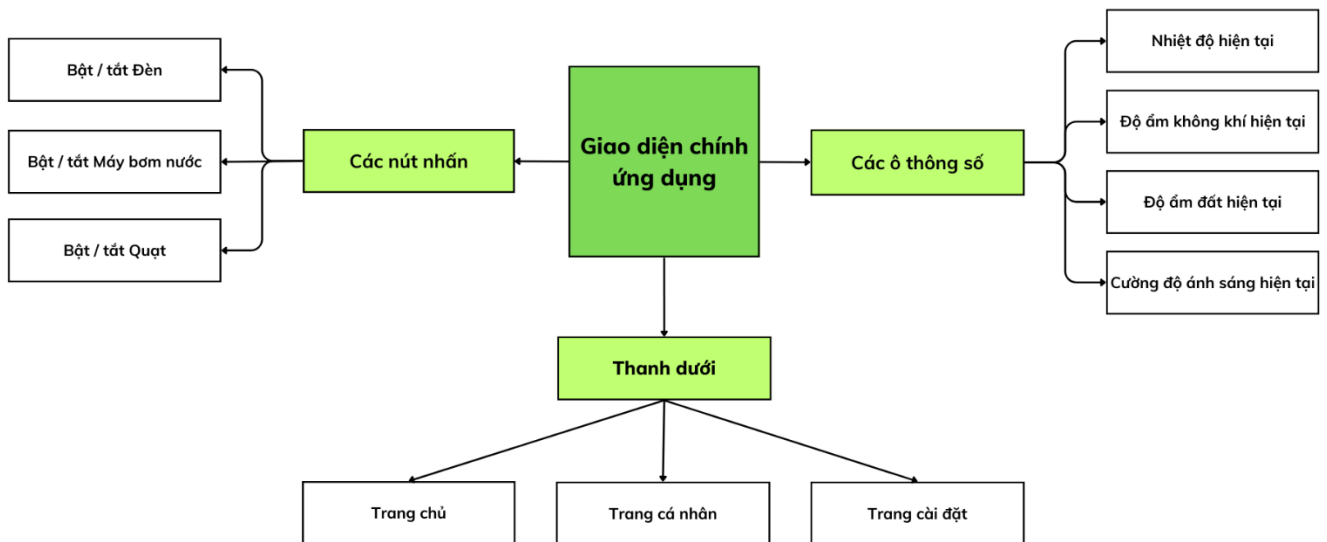 Nhiệt độ hiện tại
Bật / tắt Đèn
Độ ẩm không khí hiện tại
Giao diện chính
ứng dụng
Bật / tắt Máy bơm nước
Các nút nhấn
Các ô thông số
Độ ẩm đất hiện tại
Bật / tắt Quạt
Cường độ ánh sáng hiện tại
Thanh dưới
Trang chủ
Trang cá nhân
Trang cài đặt